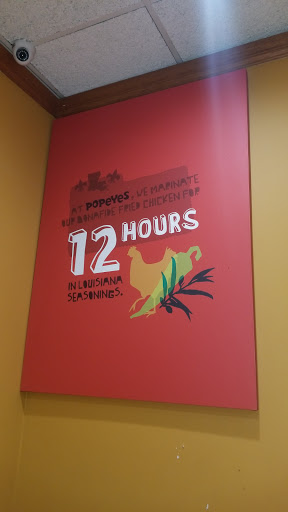 AT POPEYES, WE MARINATE
OUR BONAFIDE FRIED CHICKEN FOR
12 HOURS
IN LOUISIANA
SEASONINGS.